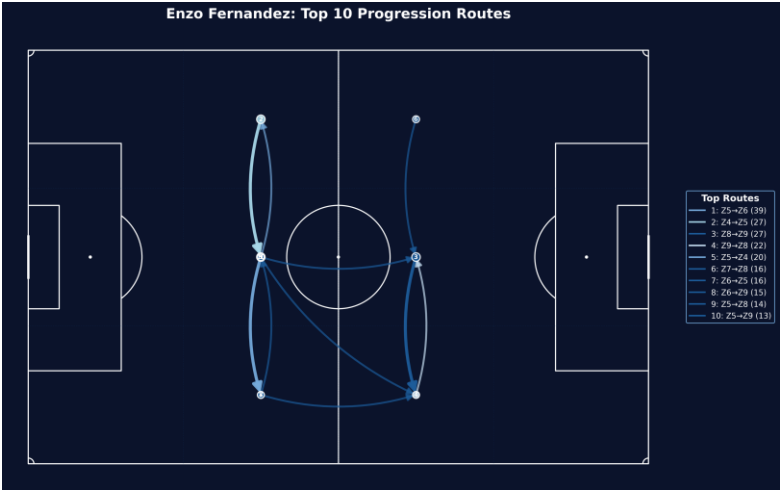 Enzo Fernandez: Top 10 Progression Routes
Top Routes
1: Z5→Z6 (39)
2: Z4→Z5 (27)
3: Z8→Z9 (27)
4: Z9→Z8 (22)
5: Z5→Z4 (20)
6: Z7→Z8 (16)
7: Z6→Z5 (16)
8: Z6→Z9 (15)
9: Z5→Z8 (14)
10: Z5→Z9 (13)
3